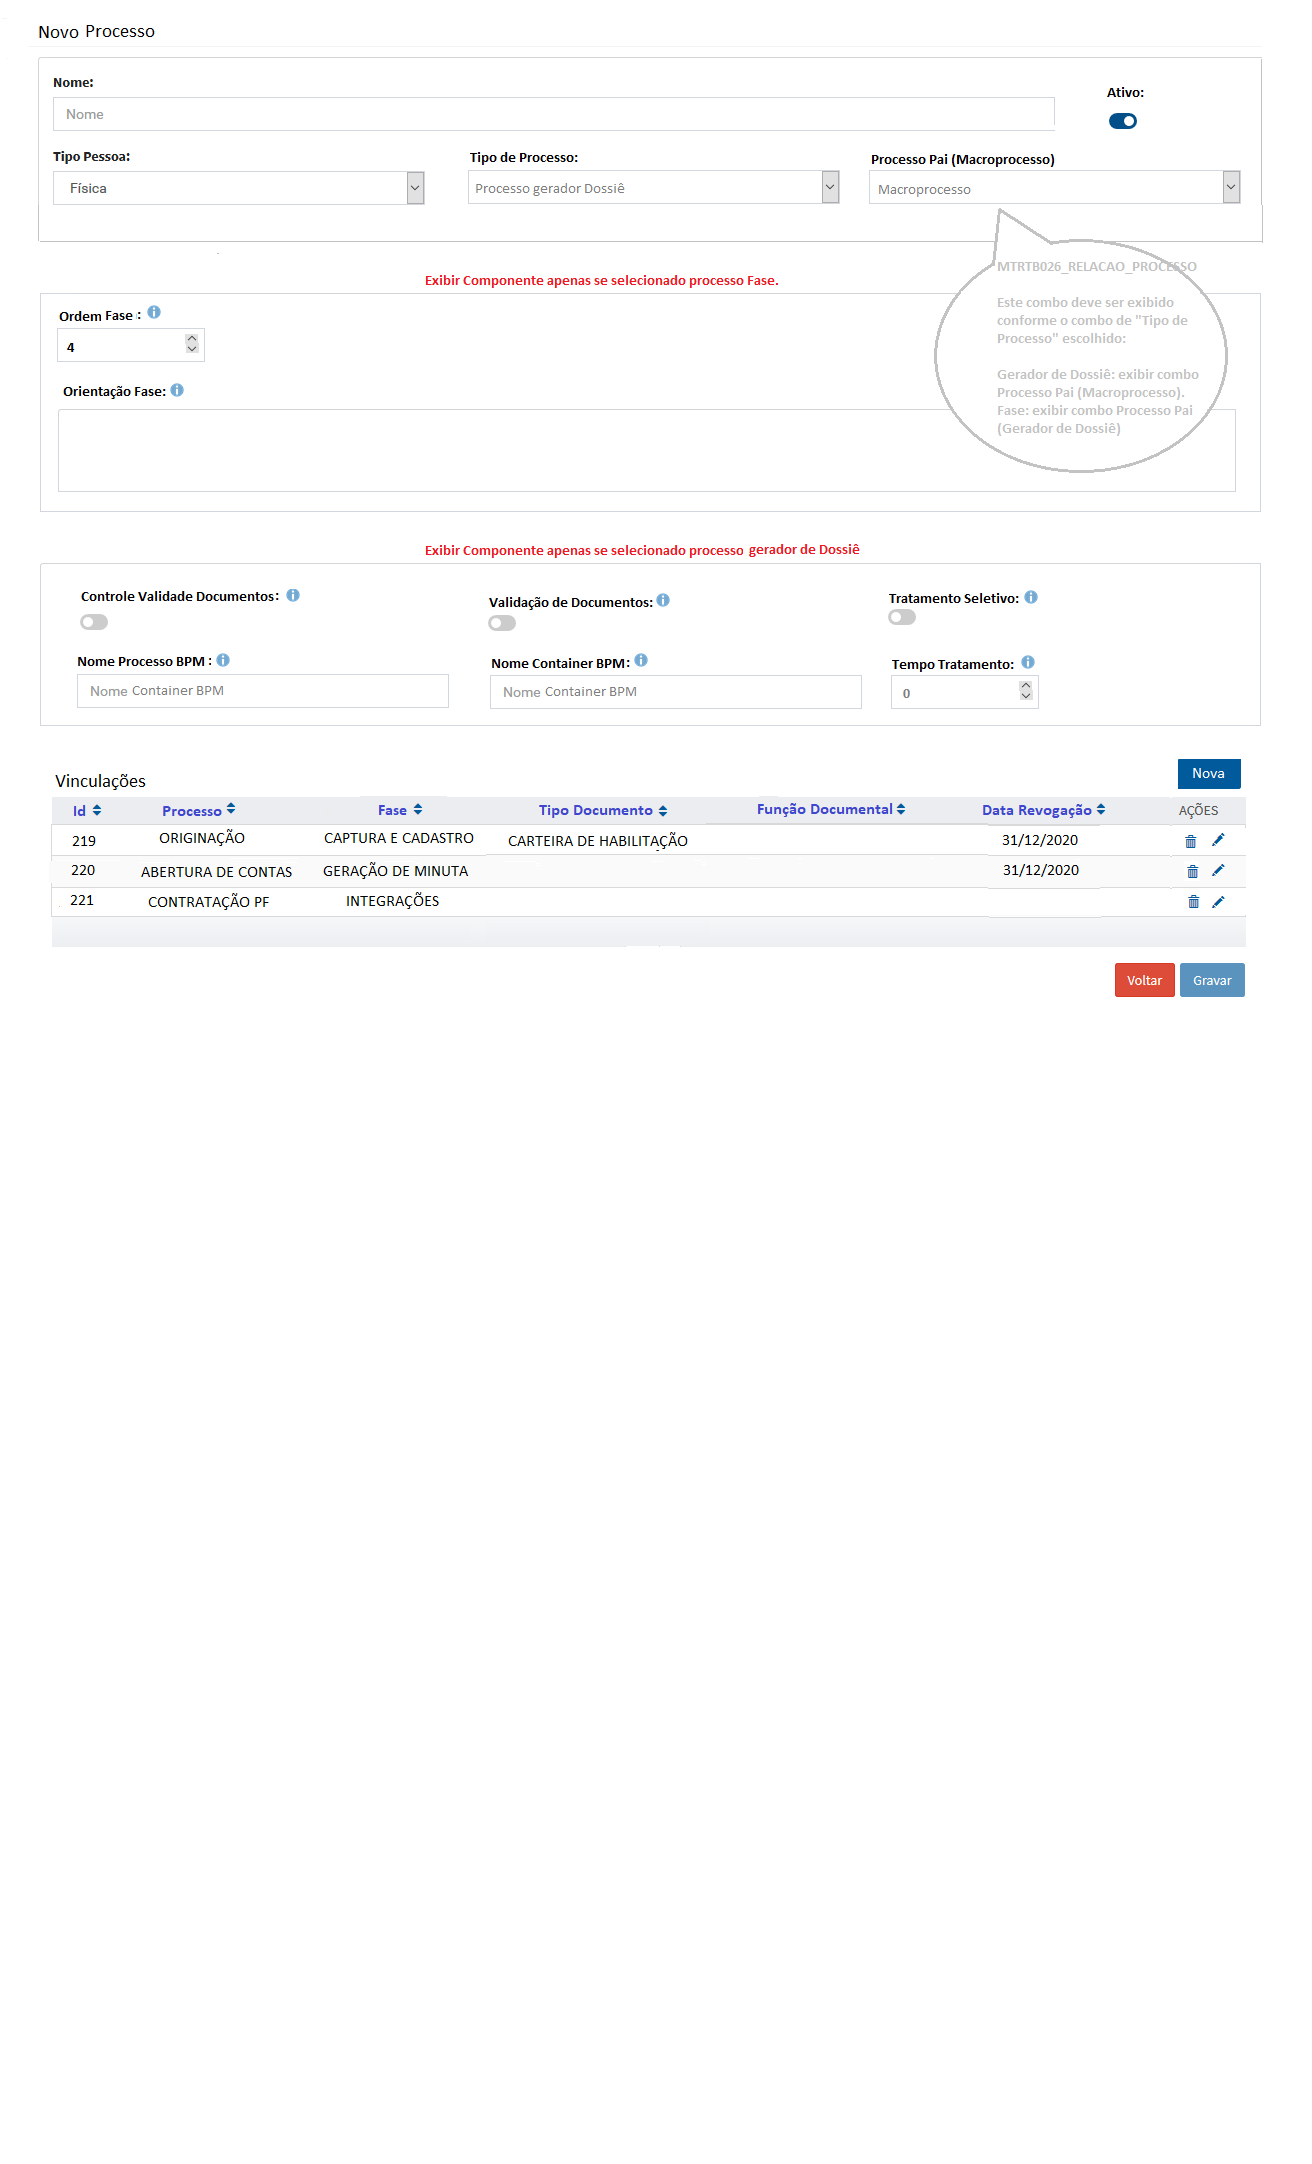 Novo Processo
Nome:
Ativo:
Nome
Tipo Pessoa:
Tipo de Processo:
Processo Pai (Macroprocesso)
Física
Processo gerador Dossiê
Macroprocesso
MTRTB026_RELACAO_PROCESSO
Este combo deve ser exibido
conforme o combo de "Tipo de
Processo" escolhido:
Gerador de Dossiê: exibir combo
Processo Pai (Macroprocesso).
Fase: exibir combo Processo Pai
(Gerador de Dossiê)
Exibir Componente apenas se selecionado processo Fase.
Ordem Fase :
4
Orientação Fase:
Exibir Componente apenas se selecionado processo gerador de Dossiê
Controle Validade Documentos:
Validação de Documentos:
Tratamento Seletivo:
Nome Processo BPM :
Nome Container BPM:
Tempo Tratamento:
Nome Container BPM
Nome Container BPM
0
Vinculações
Nova
Id Processo Fase Tipo Documento Função Documental Data Revogação AÇÕES
219 ORIGINAÇÃO CAPTURA E CADASTRO CARTEIRA DE HABILITAÇÃO 31/12/2020
220 ABERTURA DE CONTAS GERAÇÃO DE MINUTA 31/12/2020
221 CONTRATAÇÃO PF INTEGRAÇÕES
Voltar Gravar